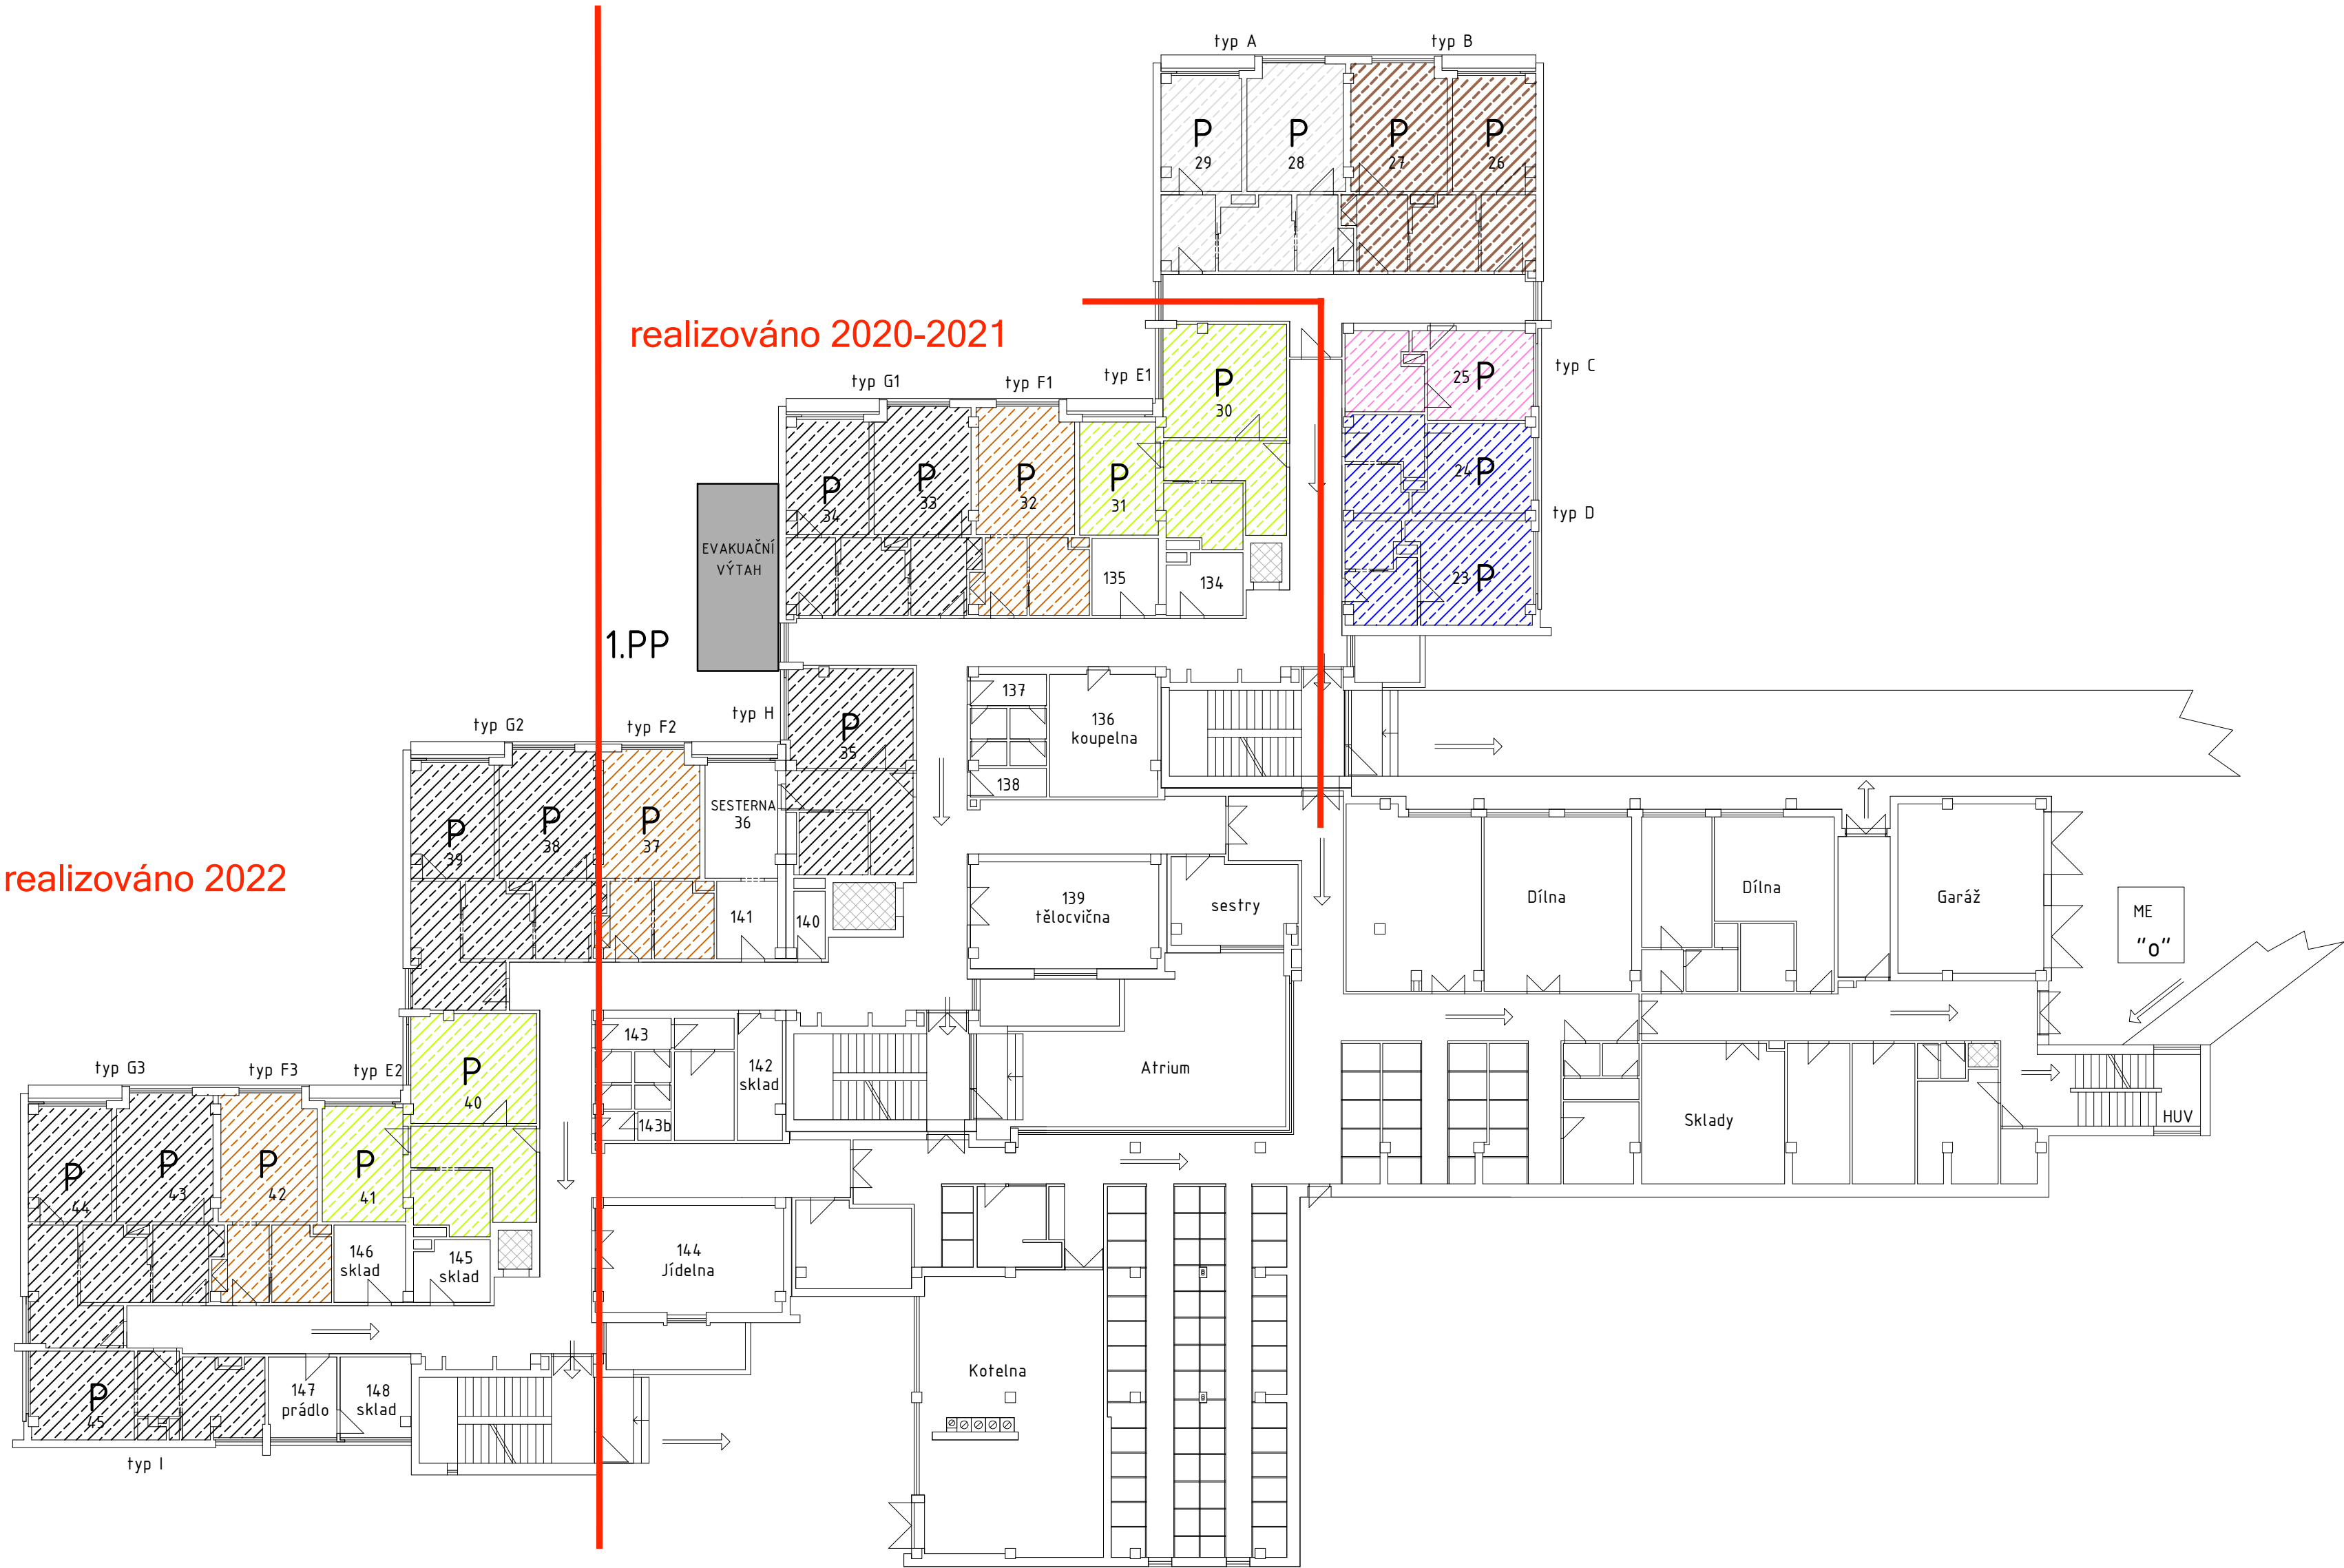 typ A
typ B
P
29
P
28
P
27
P
26
realizováno 2020-2021
typ G1
typ F1
typ E1
P
30
25 P
typ C
P
34
P
33
P
32
P
31
24 P
typ D
23 P
EVAKUAČNÍ
VÝTAH
135
134
1.PP
typ G2
typ F2
typ H
P
35
137
136
koupelna
138
P
39
P
38
P
37
SESTERNA
36
realizováno 2022
141
140
139
tělocvična
sestry
Dílna
Dílna
Garáž
ME
"o"
typ G3
typ F3
typ E2
P
40
143
142
sklad
143b
Atrium
Sklady
HUV
P
44
P
43
P
42
P
41
146
sklad
145
sklad
144
Jídelna
P
45
147
prádlo
148
sklad
Kotelna
typ I